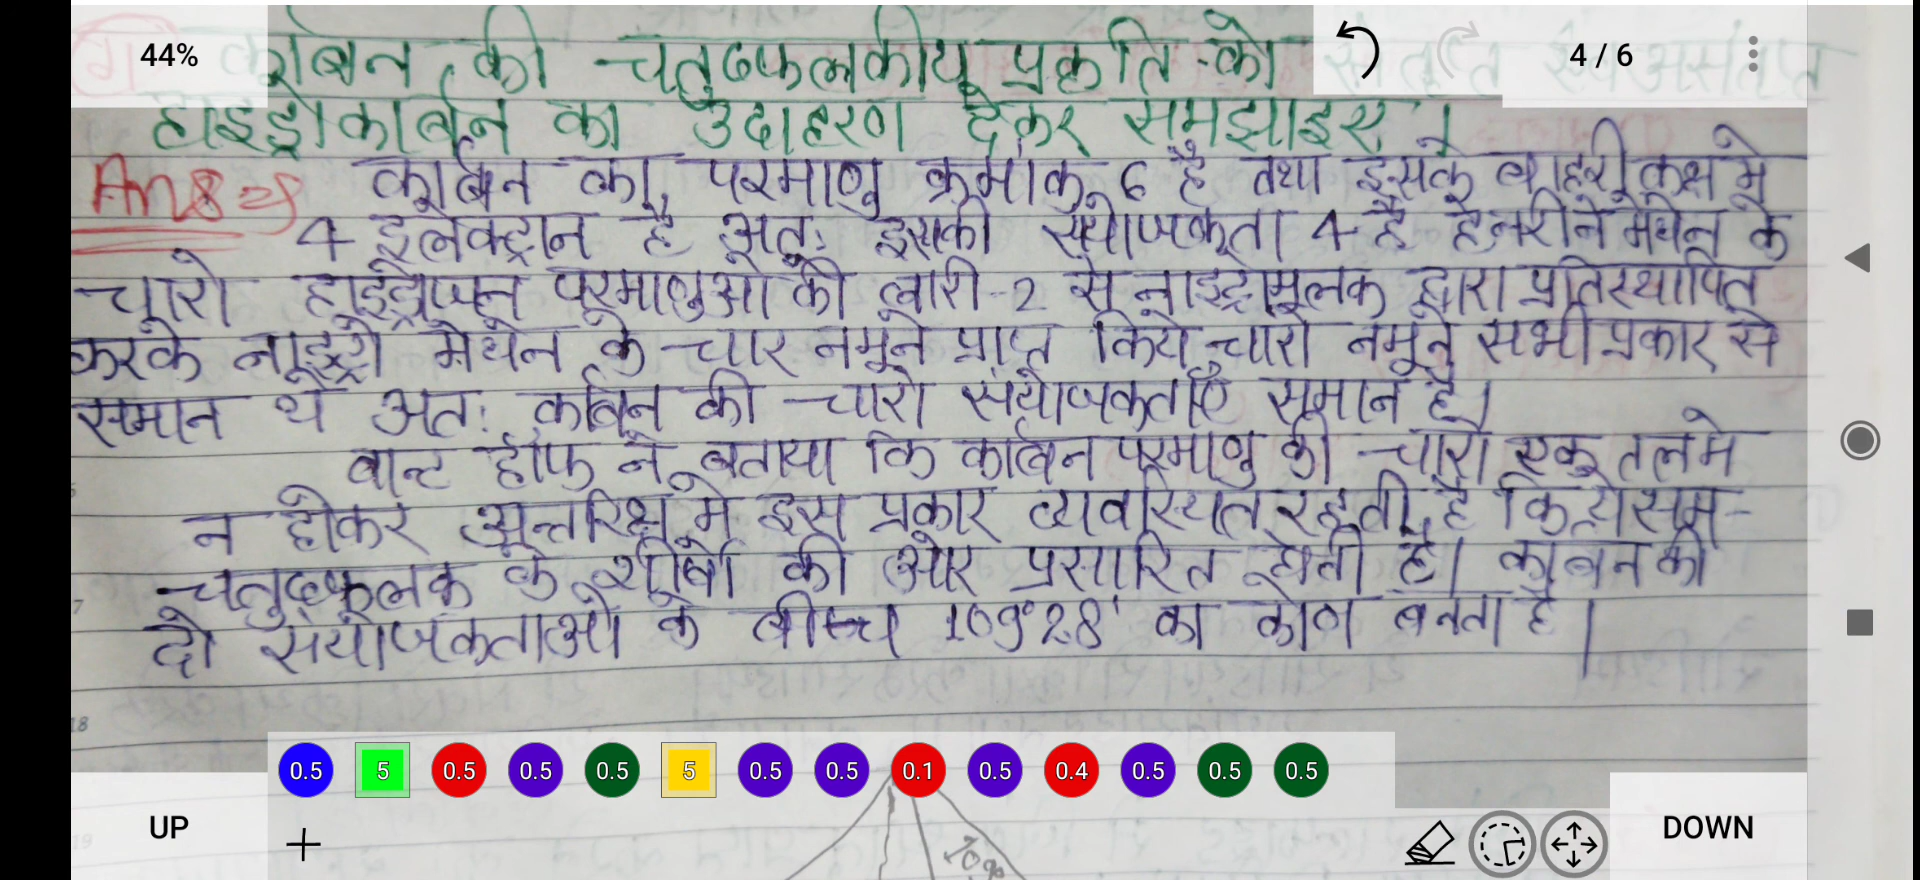 44%
कार्बन की चतुष्फलकीय प्रकृति को
4 / 6
हाइड्रोकार्बन का उदाहरण देकर समझाइए।
Ans ⇒ कार्बन का परमाणु क्रमांक 6 है तथा इसके बाहरी कक्ष मे
4 इलेक्ट्रान है अतः इसकी संयोजकता 4 है हेनरी ने मेथेन के
चारो हाईड्रोजन परमाणुओ को बारी-2 से नाइट्रोमूलक द्वारा प्रतिस्थापित
करके नाइट्रो मेथेन के चार नमूने प्राप्त किये चारो नमूने सभी प्रकार से
समान थे अतः कार्बन की चारो संयोजकताएँ समान है।
वान्ट हॉफ ने बताया कि कार्बन परमाणु की चारो एक तल मे
न होकर अन्तरिक्ष मे इस प्रकार व्यवस्थित रहती है कि वो सम-
चतुष्फलक के शीर्षो की ओर प्रसारित होती है। कार्बन की
दो संयोजकताओ के बीच 109°28' का कोण बनता है।
0.5 5 0.5 0.5 0.5 5 0.5 0.5 0.1 0.5 0.4 0.5 0.5 0.5
UP
+
DOWN